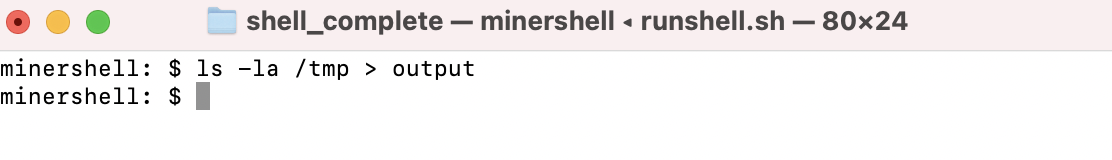 shell_complete — minershell ◂ runshell.sh — 80×24
minershell: $ ls -la /tmp > output
minershell: $